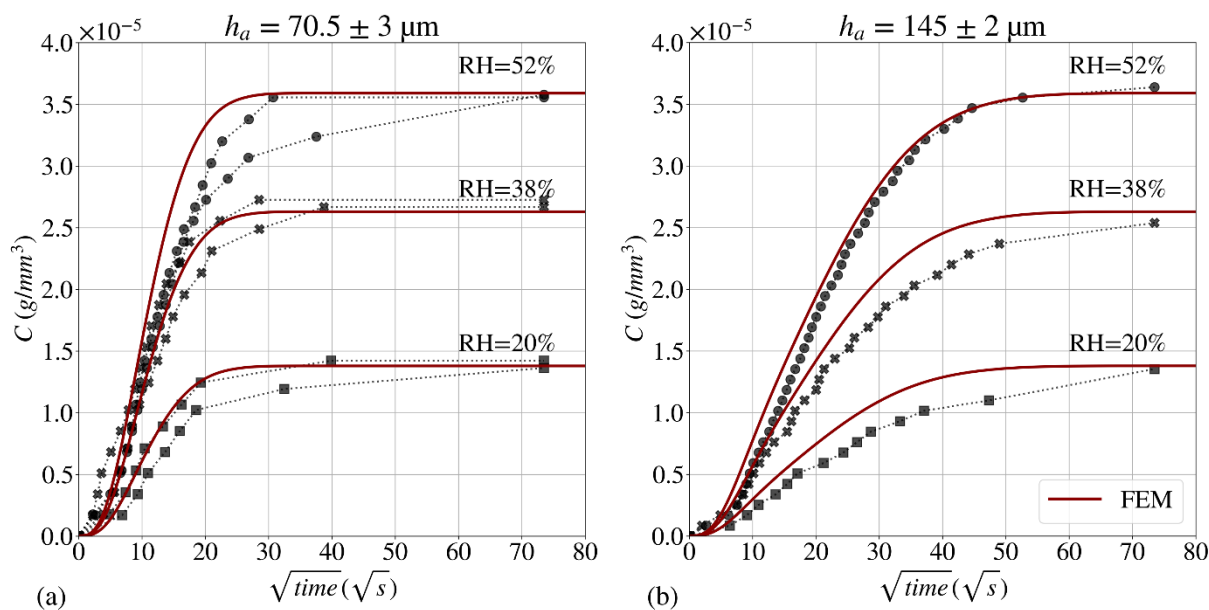 ×10⁻⁵ hₐ = 70.5 ± 3 µm
4.0
3.5
3.0
2.5
2.0
1.5
1.0
0.5
0.0
C (g/mm³)
RH=52%
RH=38%
RH=20%
0 10 20 30 40 50 60 70 80
(a) √time(√s)
×10⁻⁵ hₐ = 145 ± 2 µm
4.0
3.5
3.0
2.5
2.0
1.5
1.0
0.5
0.0
C (g/mm³)
RH=52%
RH=38%
RH=20%
FEM
0 10 20 30 40 50 60 70 80
(b) √time(√s)